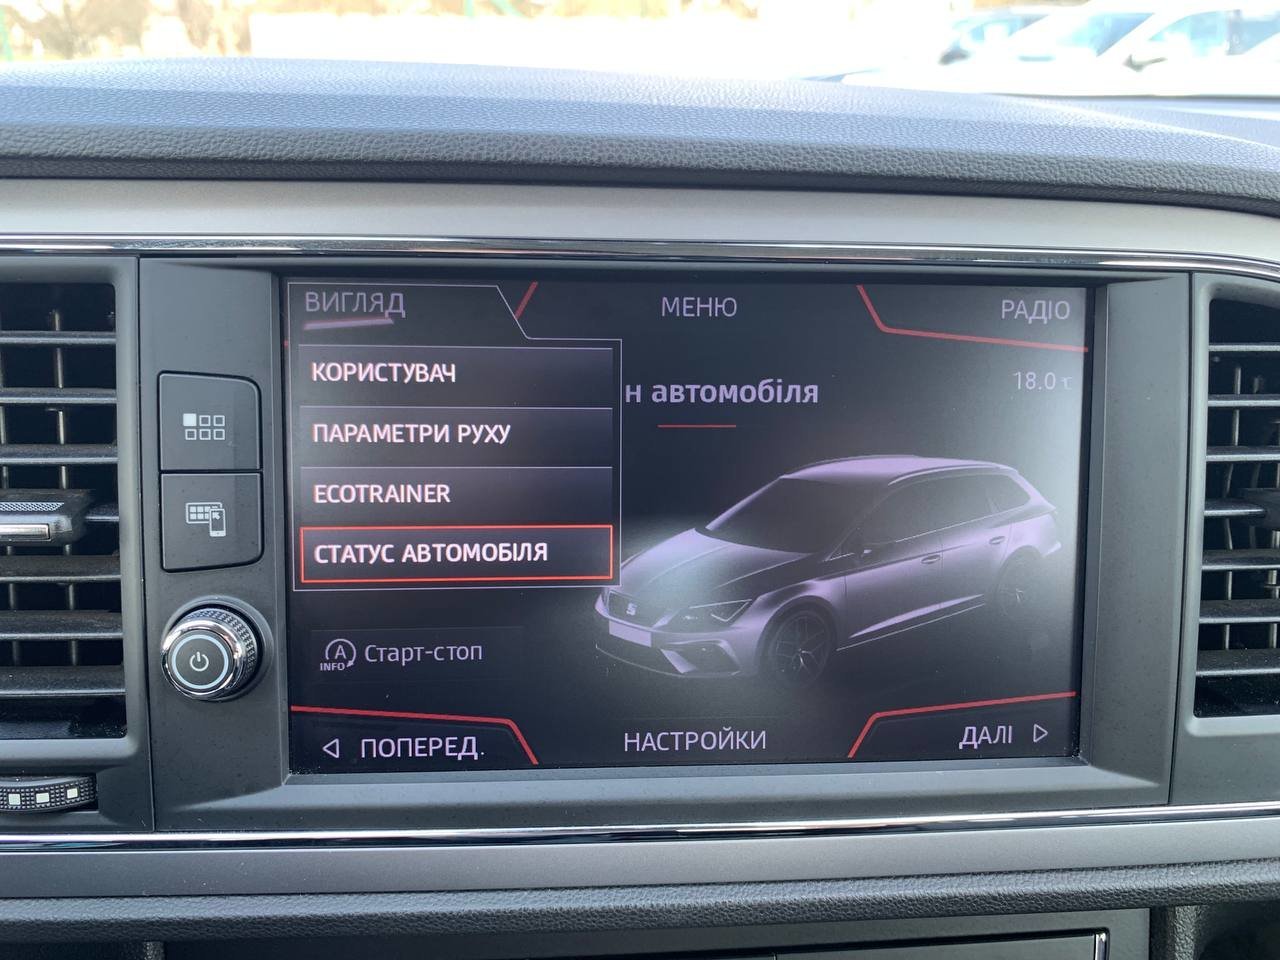 ВИГЛЯД
МЕНЮ
РАДІО
КОРИСТУВАЧ
н автомобіля
18.0 °C
ПАРАМЕТРИ РУХУ
ECOTRAINER
СТАТУС АВТОМОБІЛЯ
A
INFO
Старт-стоп
ПОПЕРЕД.
НАСТРОЙКИ
ДАЛІ